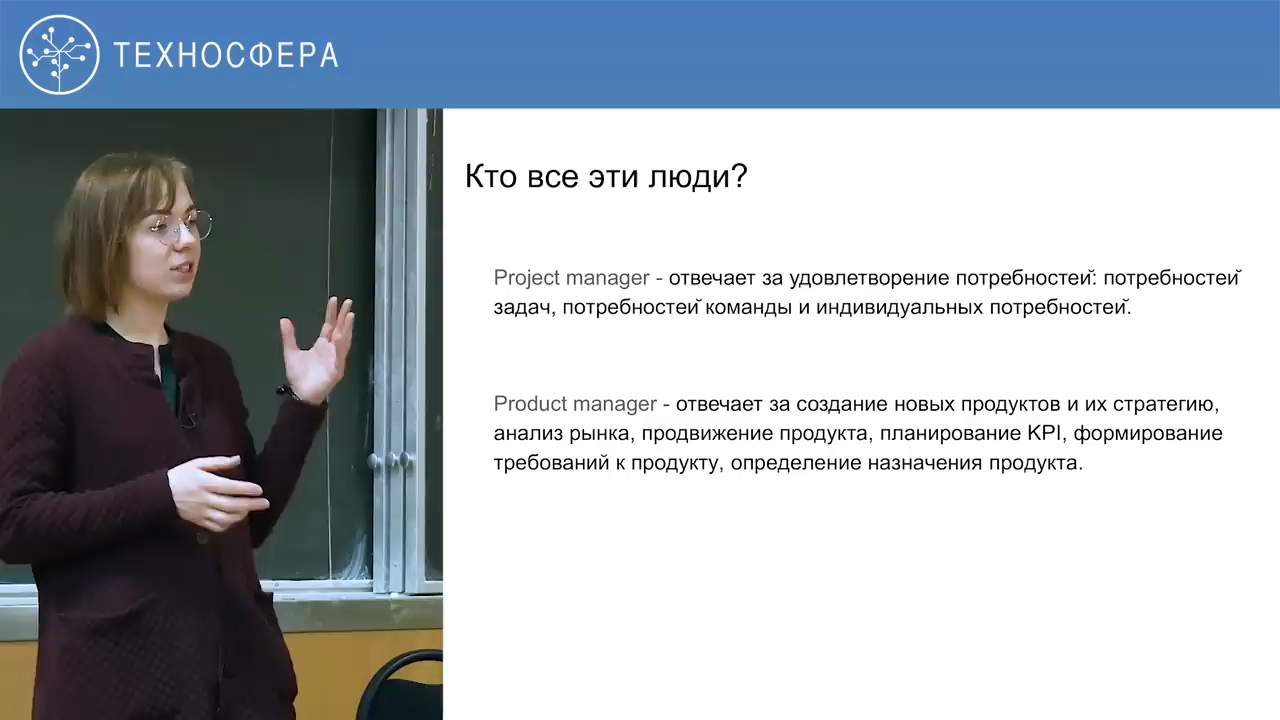 ТЕХНОСФЕРА
Кто все эти люди?
Project manager - отвечает за удовлетворение потребностей: потребностей
задач, потребностей команды и индивидуальных потребностей.
Product manager - отвечает за создание новых продуктов и их стратегию,
анализ рынка, продвижение продукта, планирование KPI, формирование
требований к продукту, определение назначения продукта.